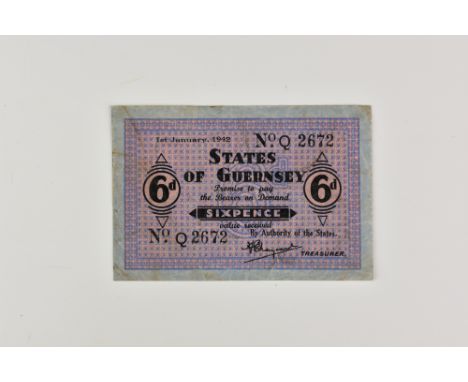 1st January, 1942 No Q 2672
STATES
OF GUERNSEY
6d 6d
Promise to pay
the Bearer on Demand
SIXPENCE
value received
No Q 2672 By Authority of the States.
TREASURER.